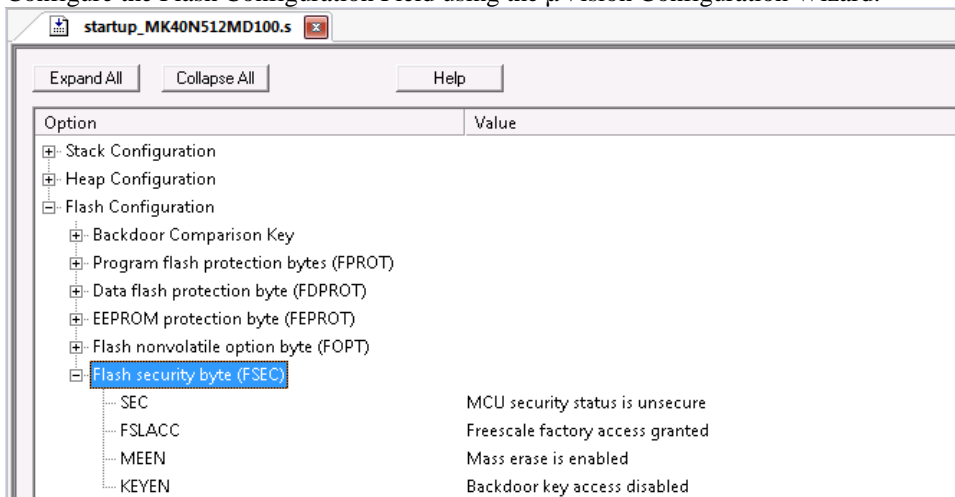 Configure the Flash Configuration Field using the µVision Configuration Wizard.
startup_MK40N512MD100.s
Expand All Collapse All Help
Option Value
Stack Configuration
Heap Configuration
Flash Configuration
Backdoor Comparison Key
Program flash protection bytes (FPROT)
Data flash protection byte (FDPROT)
EEPROM protection byte (FEPROT)
Flash nonvolatile option byte (FOPT)
Flash security byte (FSEC)
SEC MCU security status is unsecure
FSLACC Freescale factory access granted
MEEN Mass erase is enabled
KEYEN Backdoor key access disabled